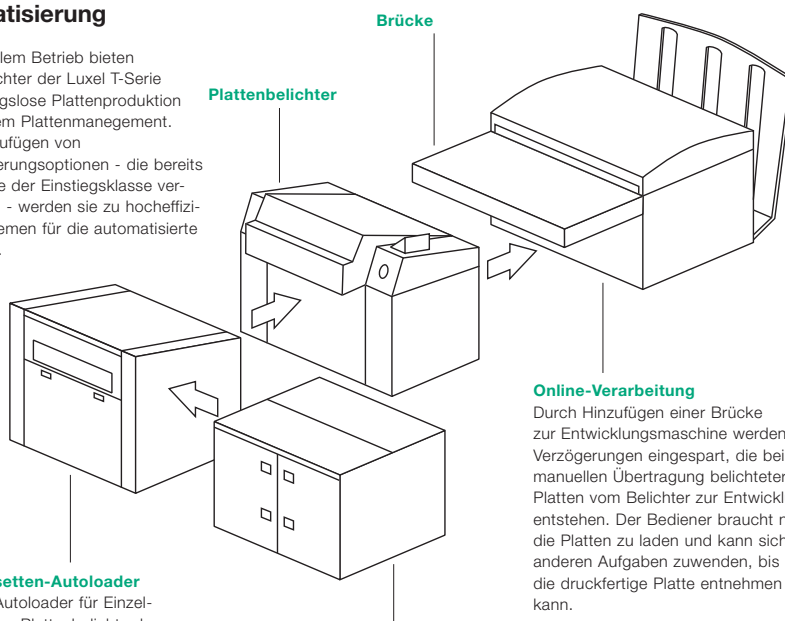 atisierung
lem Betrieb bieten
chter der Luxel T-Serie
gslose Plattenproduktion
em Plattenmanegement.
ufügen von
erungsoptionen - die bereits
e der Einstiegsklasse ver-
- werden sie zu hocheffizi-
emen für die automatisierte
Brücke
Plattenbelichter
Online-Verarbeitung
Durch Hinzufügen einer Brücke
zur Entwicklungsmaschine werden
Verzögerungen eingespart, die bei
manuellen Übertragung belichteter
Platten vom Belichter zur Entwickl
entstehen. Der Bediener braucht n
die Platten zu laden und kann sich
anderen Aufgaben zuwenden, bis
die druckfertige Platte entnehmen
kann.
setten-Autoloader
Autoloader für Einzel-